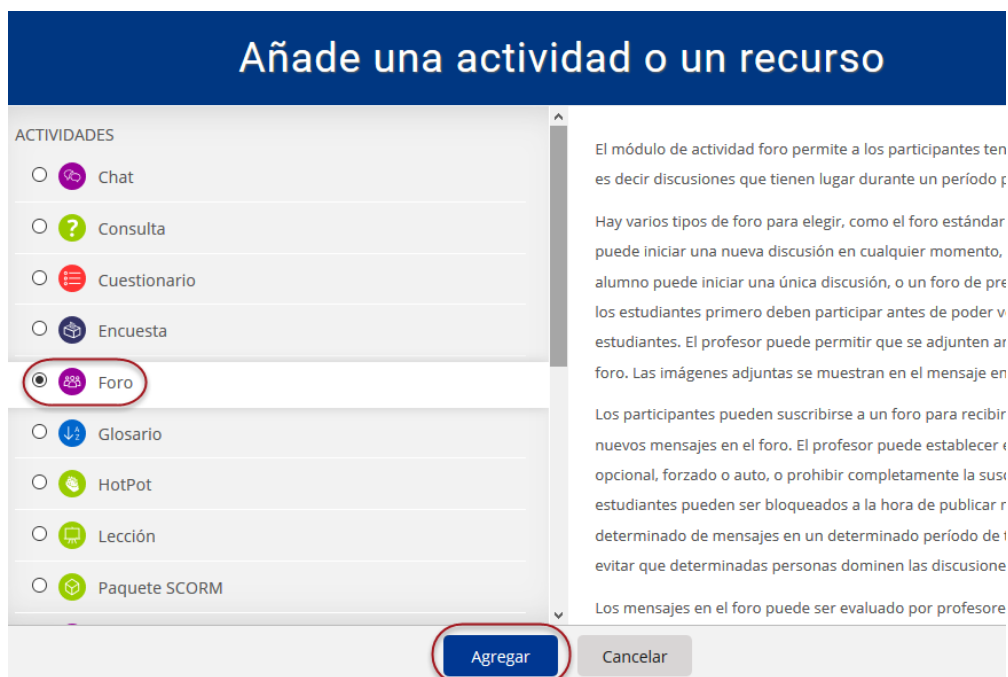 Añade una actividad o un recurso
ACTIVIDADES
Chat
Consulta
Cuestionario
Encuesta
Foro
Glosario
HotPot
Lección
Paquete SCORM
El módulo de actividad foro permite a los participantes
es decir discusiones que tienen lugar durante un período
Hay varios tipos de foro para elegir, como el foro estándar
puede iniciar una nueva discusión en cualquier momento,
alumno puede iniciar una única discusión, o un foro de
los estudiantes primero deben participar antes de poder
estudiantes. El profesor puede permitir que se adjunten
foro. Las imágenes adjuntas se muestran en el mensaje en
Los participantes pueden suscribirse a un foro para recibir
nuevos mensajes en el foro. El profesor puede establecer
opcional, forzado o auto, o prohibir completamente la
estudiantes pueden ser bloqueados a la hora de publicar
determinado de mensajes en un determinado período de
evitar que determinadas personas dominen las
Los mensajes en el foro puede ser evaluado por
Agregar
Cancelar